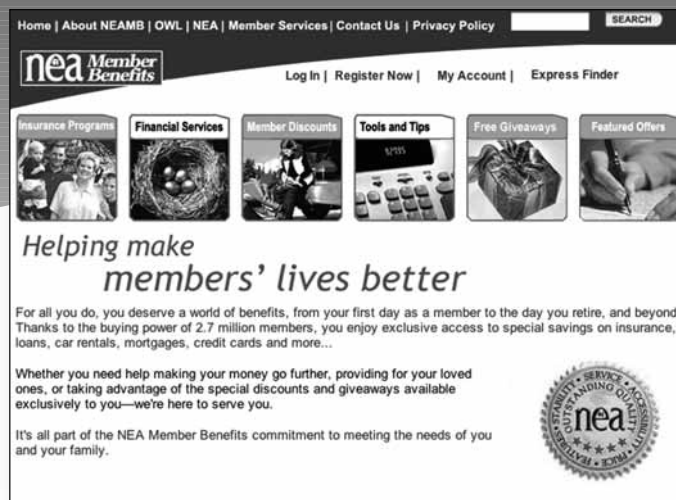 Home | About NEAMB | OWL | NEA | Member Services | Contact Us | Privacy Policy
SEARCH
nea Member Benefits
Log In | Register Now | My Account | Express Finder
Insurance Programs
Financial Services
Member Discounts
Tools and Tips
Free Giveaways
Featured Offers
Helping make
members' lives better
For all you do, you deserve a world of benefits, from your first day as a member to the day you retire, and beyond
Thanks to the buying power of 2.7 million members, you enjoy exclusive access to special savings on insurance,
loans, car rentals, mortgages, credit cards and more...
Whether you need help making your money go further, providing for your loved
ones, or taking advantage of the special discounts and giveaways available
exclusively to you—we're here to serve you.
It's all part of the NEA Member Benefits commitment to meeting the needs of you
and your family.
STABILITY • SERVICE • ACCESSIBILITY • PRICE • FEATURES
OUTSTANDING QUALITY
nea